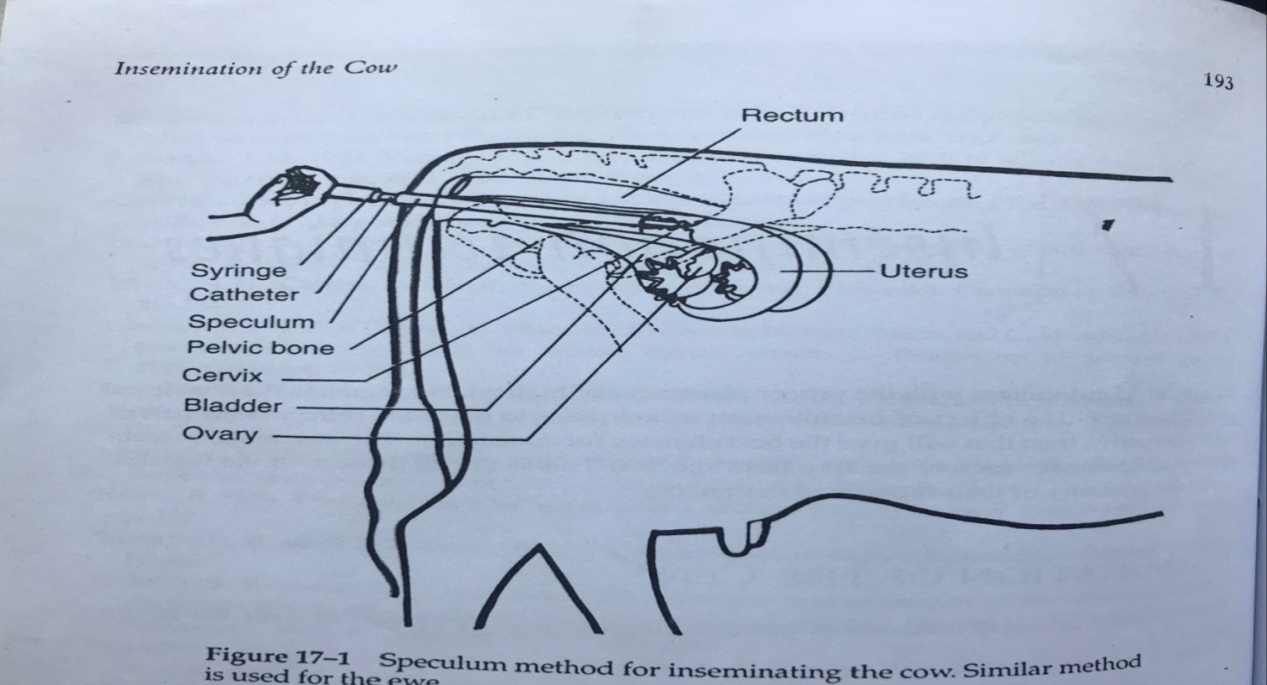 Insemination of the Cow
193
Rectum
Uterus
Syringe
Catheter
Speculum
Pelvic bone
Cervix
Bladder
Ovary
Figure 17–1 Speculum method for inseminating the cow. Similar method
is used for the ewe